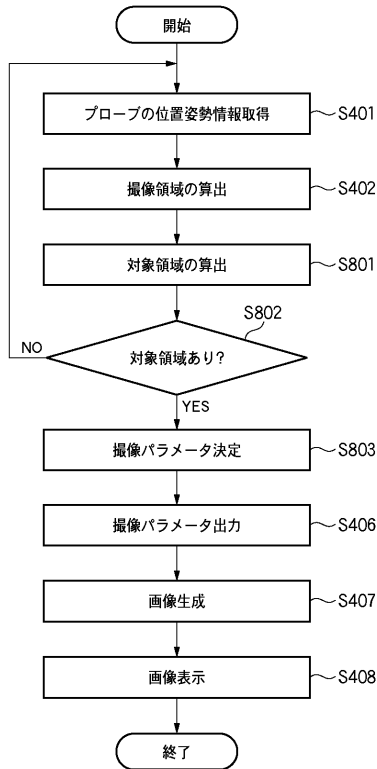 開始
プローブの位置姿勢情報取得
S401
撮像領域の算出
S402
対象領域の算出
S801
S802
対象領域あり?
NO
YES
撮像パラメータ決定
S803
撮像パラメータ出力
S406
画像生成
S407
画像表示
S408
終了